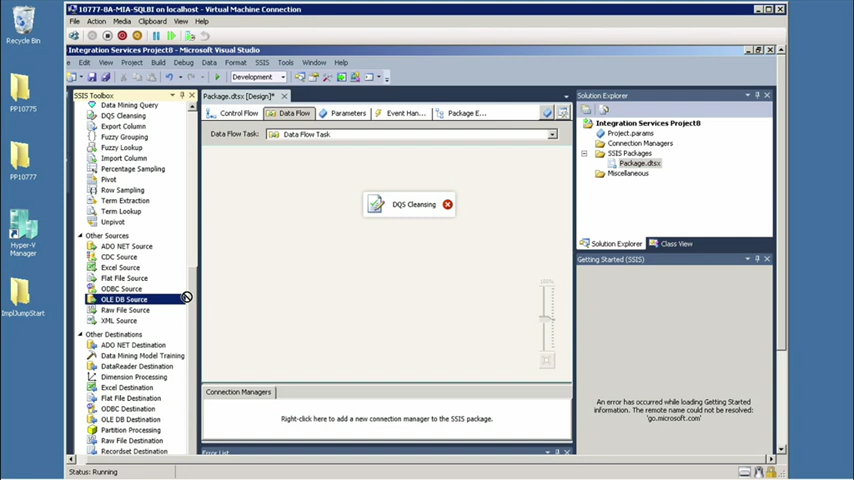 Recycle Bin
PP10775
PP10777
Hyper-V
Manager
ImplJumpStart
10777-8A-MIA-SQLBI on localhost - Virtual Machine Connection
File Action Media Clipboard View Help
Integration Services Project8 - Microsoft Visual Studio
Edit View Project Build Debug Data Format SSIS Tools Window Help
Development
SSIS Toolbox
Data Mining Query
DQS Cleansing
Export Column
Fuzzy Grouping
Fuzzy Lookup
Import Column
Percentage Sampling
Pivot
Row Sampling
Term Extraction
Term Lookup
Unpivot
Other Sources
ADO NET Source
CDC Source
Excel Source
Flat File Source
ODBC Source
OLE DB Source
Raw File Source
XML Source
Other Destinations
ADO NET Destination
Data Mining Model Training
DataReader Destination
Dimension Processing
Excel Destination
Flat File Destination
ODBC Destination
OLE DB Destination
Partition Processing
Raw File Destination
Recordset Destination
Package.dtsx [Design]*
Control Flow Data Flow Parameters Event Han... Package E...
Data Flow Task: Data Flow Task
DQS Cleansing
Connection Managers
Right-click here to add a new connection manager to the SSIS package.
Error List
Solution Explorer
Integration Services Project8
Project.params
Connection Managers
SSIS Packages
Package.dtsx
Miscellaneous
Solution Explorer Class View
Getting Started (SSIS)
An error has occurred while loading Getting Started
information. The remote name could not be resolved:
'go.microsoft.com'
Status: Running